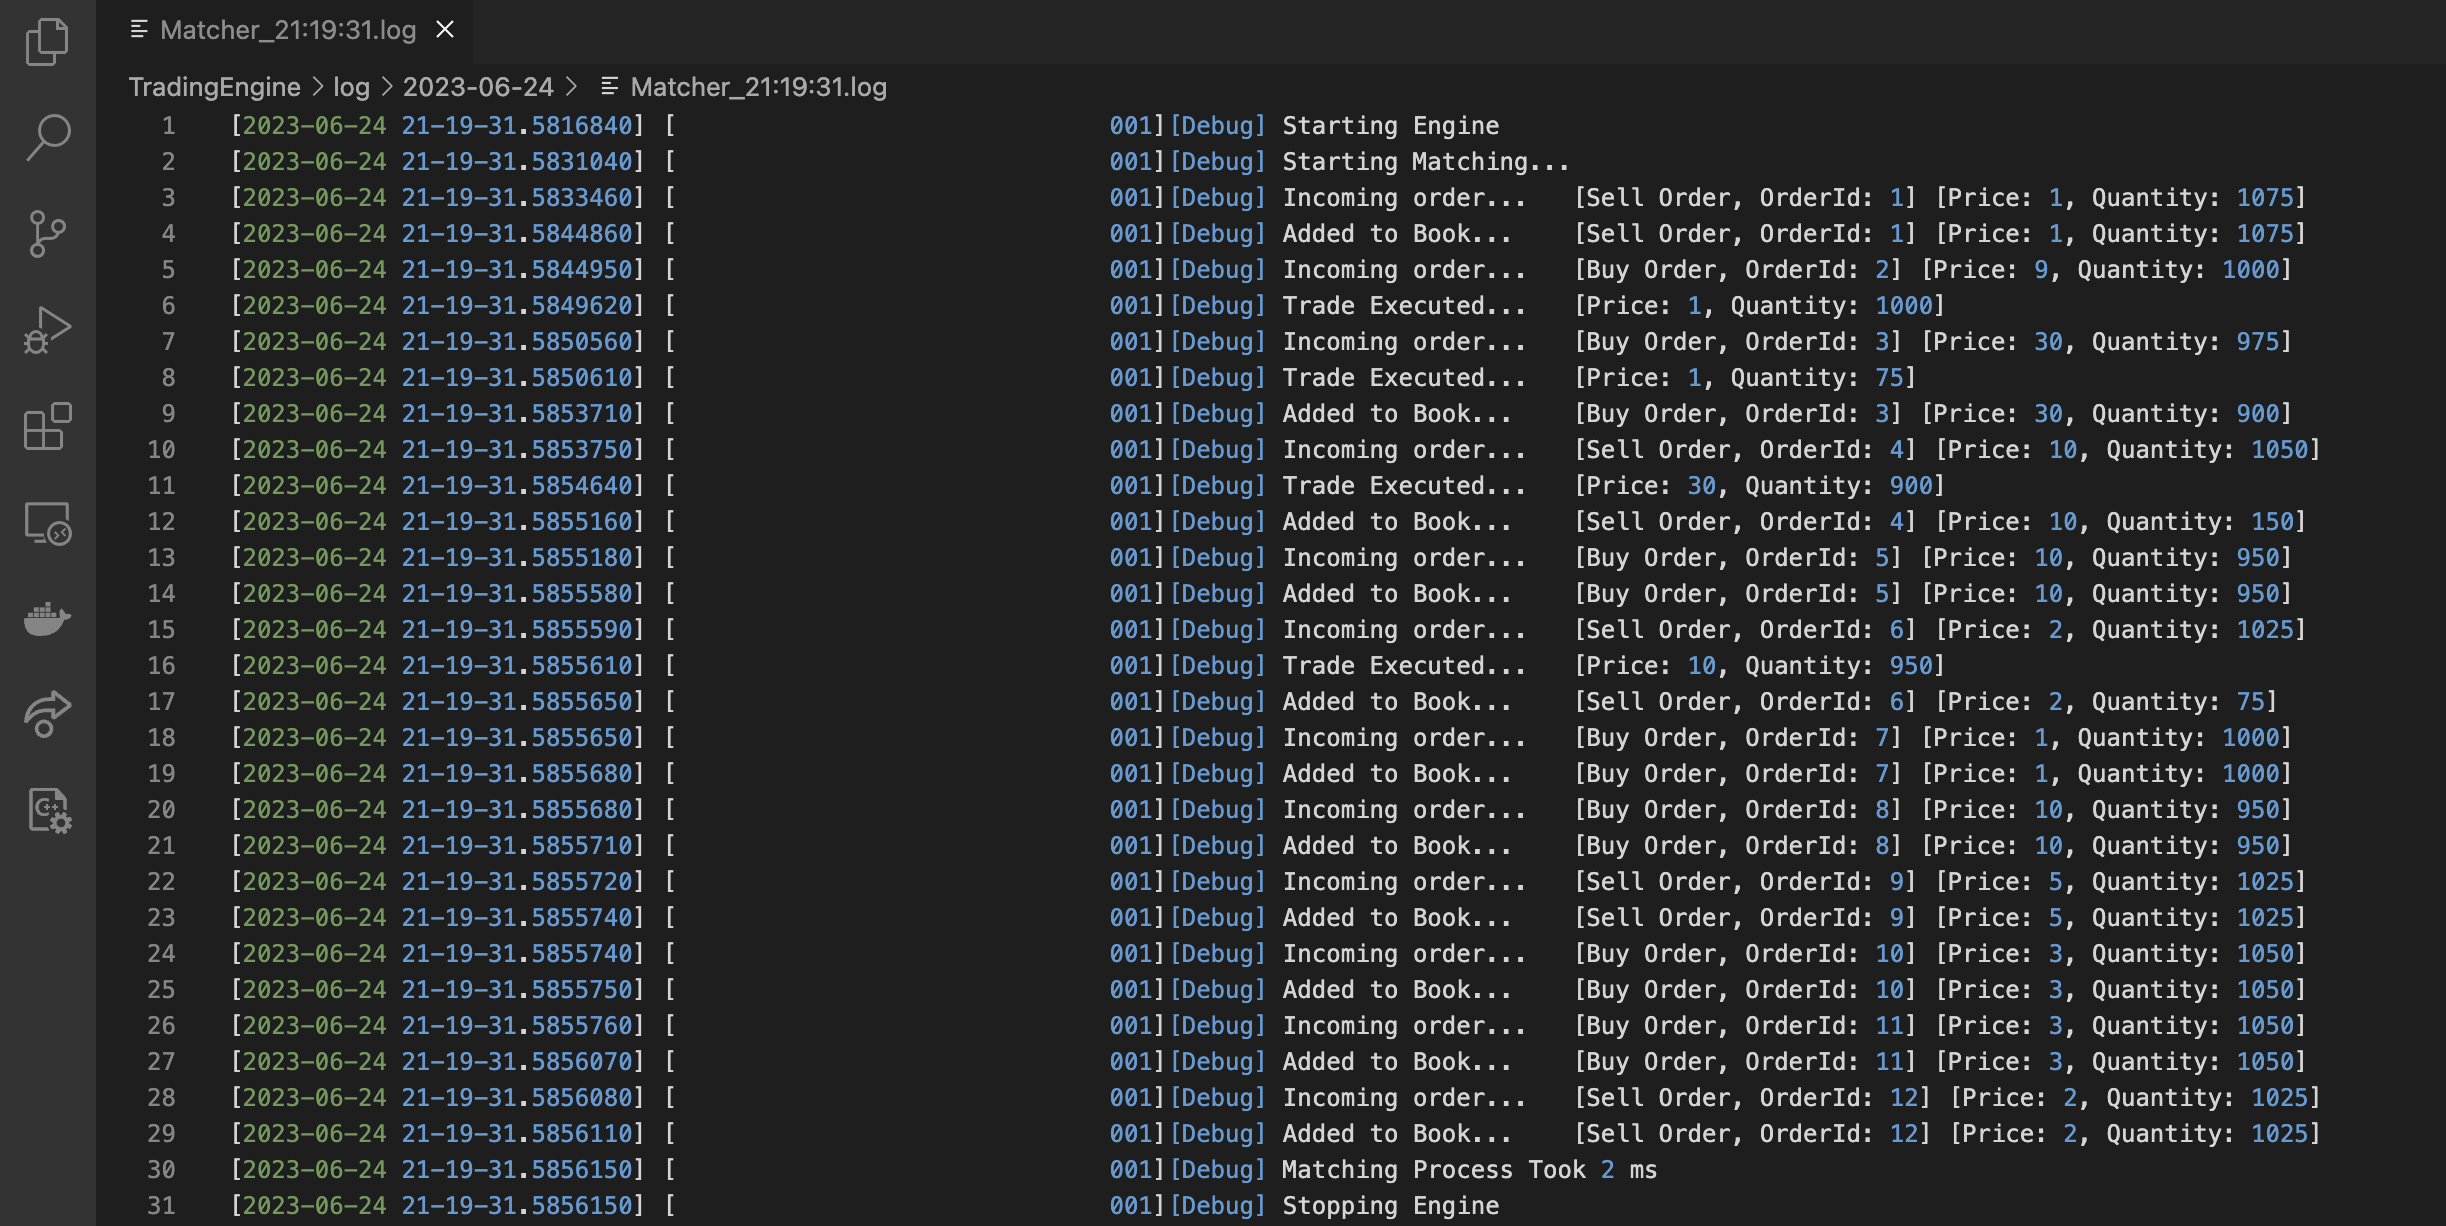 Matcher_21:19:31.log
TradingEngine > log > 2023-06-24 > Matcher_21:19:31.log
1 [2023-06-24 21-19-31.5816840] [ 001][Debug] Starting Engine
2 [2023-06-24 21-19-31.5831040] [ 001][Debug] Starting Matching...
3 [2023-06-24 21-19-31.5833460] [ 001][Debug] Incoming order... [Sell Order, OrderId: 1] [Price: 1, Quantity: 1075]
4 [2023-06-24 21-19-31.5844860] [ 001][Debug] Added to Book... [Sell Order, OrderId: 1] [Price: 1, Quantity: 1075]
5 [2023-06-24 21-19-31.5844950] [ 001][Debug] Incoming order... [Buy Order, OrderId: 2] [Price: 9, Quantity: 1000]
6 [2023-06-24 21-19-31.5849620] [ 001][Debug] Trade Executed... [Price: 1, Quantity: 1000]
7 [2023-06-24 21-19-31.5850560] [ 001][Debug] Incoming order... [Buy Order, OrderId: 3] [Price: 30, Quantity: 975]
8 [2023-06-24 21-19-31.5850610] [ 001][Debug] Trade Executed... [Price: 1, Quantity: 75]
9 [2023-06-24 21-19-31.5853710] [ 001][Debug] Added to Book... [Buy Order, OrderId: 3] [Price: 30, Quantity: 900]
10 [2023-06-24 21-19-31.5853750] [ 001][Debug] Incoming order... [Sell Order, OrderId: 4] [Price: 10, Quantity: 1050]
11 [2023-06-24 21-19-31.5854640] [ 001][Debug] Trade Executed... [Price: 30, Quantity: 900]
12 [2023-06-24 21-19-31.5855160] [ 001][Debug] Added to Book... [Sell Order, OrderId: 4] [Price: 10, Quantity: 150]
13 [2023-06-24 21-19-31.5855180] [ 001][Debug] Incoming order... [Buy Order, OrderId: 5] [Price: 10, Quantity: 950]
14 [2023-06-24 21-19-31.5855580] [ 001][Debug] Added to Book... [Buy Order, OrderId: 5] [Price: 10, Quantity: 950]
15 [2023-06-24 21-19-31.5855590] [ 001][Debug] Incoming order... [Sell Order, OrderId: 6] [Price: 2, Quantity: 1025]
16 [2023-06-24 21-19-31.5855610] [ 001][Debug] Trade Executed... [Price: 10, Quantity: 950]
17 [2023-06-24 21-19-31.5855650] [ 001][Debug] Added to Book... [Sell Order, OrderId: 6] [Price: 2, Quantity: 75]
18 [2023-06-24 21-19-31.5855650] [ 001][Debug] Incoming order... [Buy Order, OrderId: 7] [Price: 1, Quantity: 1000]
19 [2023-06-24 21-19-31.5855680] [ 001][Debug] Added to Book... [Buy Order, OrderId: 7] [Price: 1, Quantity: 1000]
20 [2023-06-24 21-19-31.5855680] [ 001][Debug] Incoming order... [Buy Order, OrderId: 8] [Price: 10, Quantity: 950]
21 [2023-06-24 21-19-31.5855710] [ 001][Debug] Added to Book... [Buy Order, OrderId: 8] [Price: 10, Quantity: 950]
22 [2023-06-24 21-19-31.5855720] [ 001][Debug] Incoming order... [Sell Order, OrderId: 9] [Price: 5, Quantity: 1025]
23 [2023-06-24 21-19-31.5855740] [ 001][Debug] Added to Book... [Sell Order, OrderId: 9] [Price: 5, Quantity: 1025]
24 [2023-06-24 21-19-31.5855740] [ 001][Debug] Incoming order... [Buy Order, OrderId: 10] [Price: 3, Quantity: 1050]
25 [2023-06-24 21-19-31.5855750] [ 001][Debug] Added to Book... [Buy Order, OrderId: 10] [Price: 3, Quantity: 1050]
26 [2023-06-24 21-19-31.5855760] [ 001][Debug] Incoming order... [Buy Order, OrderId: 11] [Price: 3, Quantity: 1050]
27 [2023-06-24 21-19-31.5856070] [ 001][Debug] Added to Book... [Buy Order, OrderId: 11] [Price: 3, Quantity: 1050]
28 [2023-06-24 21-19-31.5856080] [ 001][Debug] Incoming order... [Sell Order, OrderId: 12] [Price: 2, Quantity: 1025]
29 [2023-06-24 21-19-31.5856110] [ 001][Debug] Added to Book... [Sell Order, OrderId: 12] [Price: 2, Quantity: 1025]
30 [2023-06-24 21-19-31.5856150] [ 001][Debug] Matching Process Took 2 ms
31 [2023-06-24 21-19-31.5856150] [ 001][Debug] Stopping Engine
C++